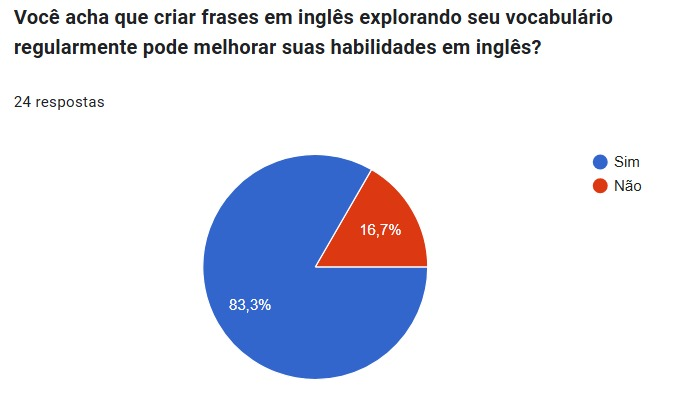 Você acha que criar frases em inglês explorando seu vocabulário
regularmente pode melhorar suas habilidades em inglês?
24 respostas
Sim
Não
16,7%
83,3%